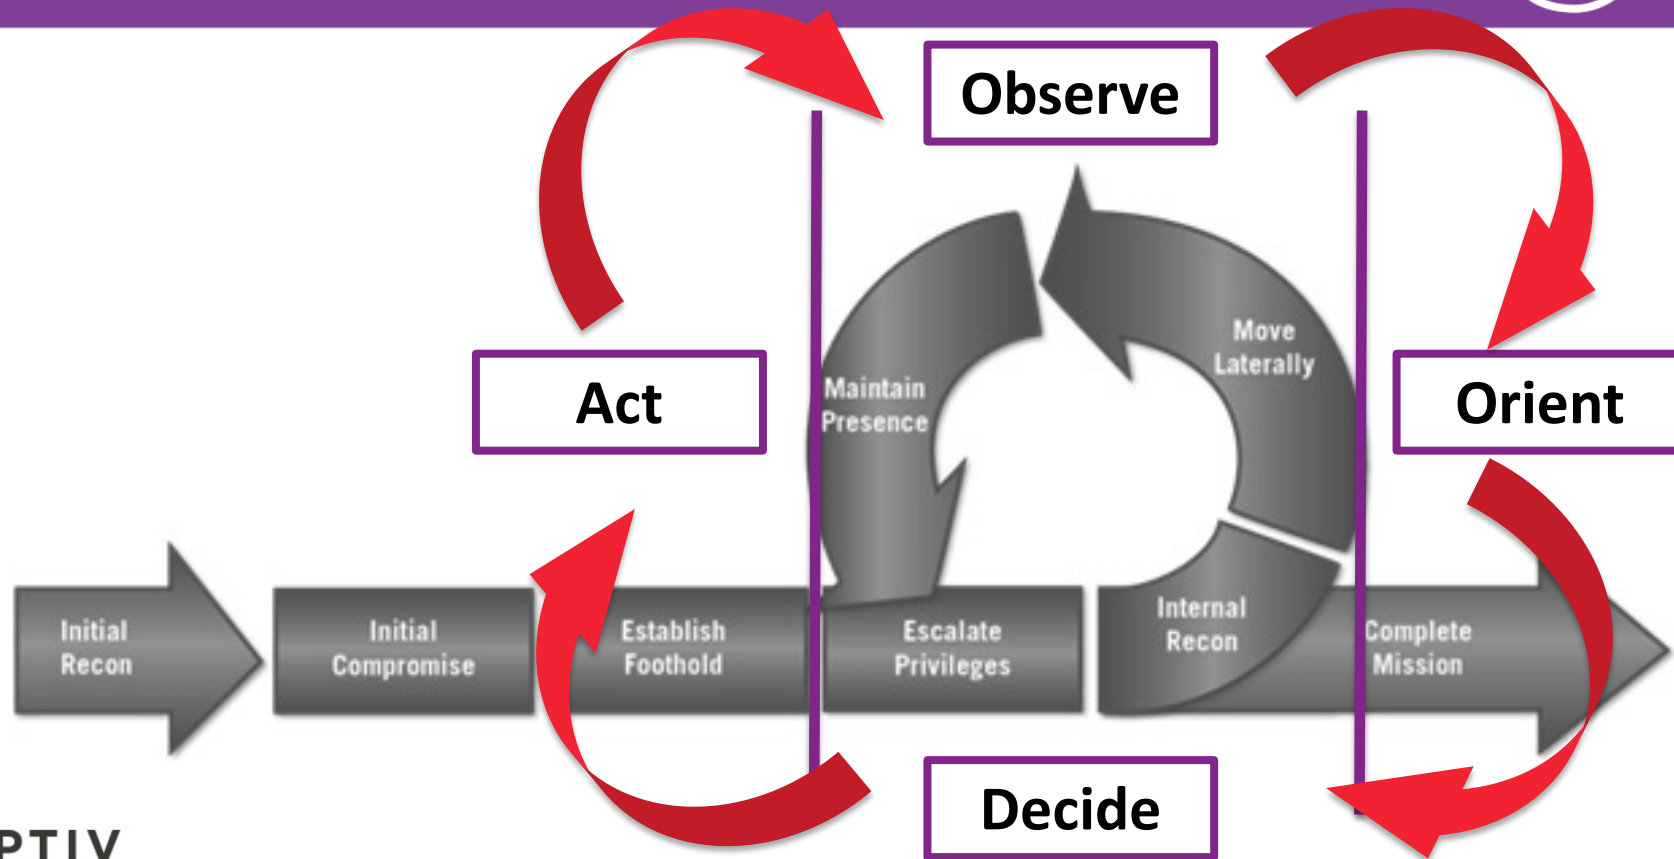 Observe
Move
Laterally
Act
Maintain
Presence
Orient
Initial
Recon
Initial
Compromise
Establish
Foothold
Escalate
Privileges
Internal
Recon
Complete
Mission
Decide
PTIV